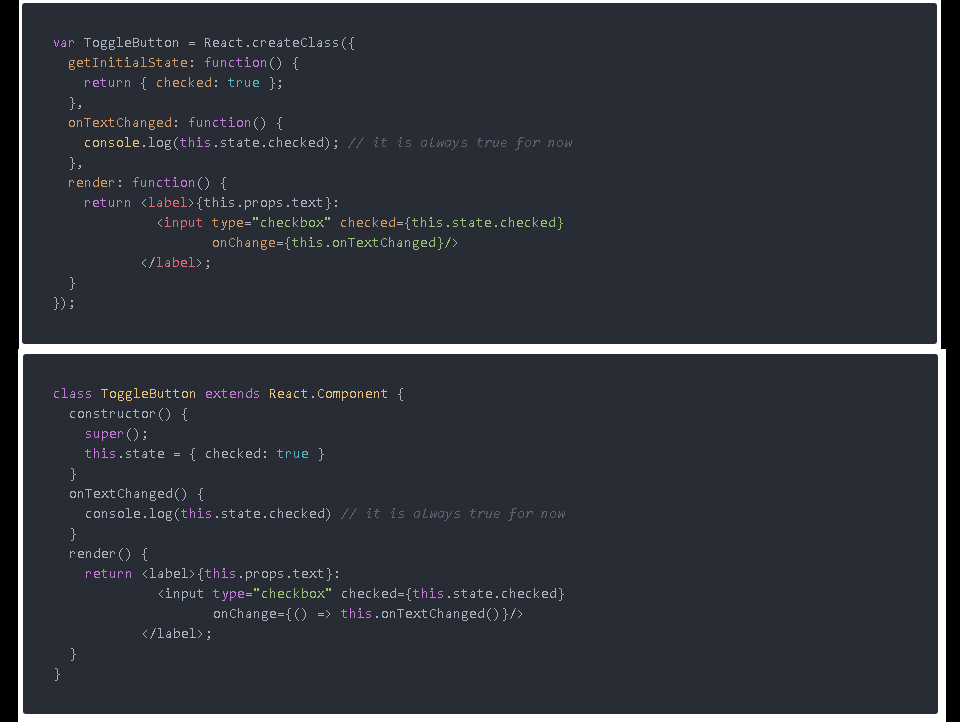 var ToggleButton = React.createClass({
  getInitialState: function() {
    return { checked: true };
  },
  onTextChanged: function() {
    console.log(this.state.checked); // it is always true for now
  },
  render: function() {
    return <label>{this.props.text}:
             <input type="checkbox" checked={this.state.checked}
                    onChange={this.onTextChanged}/>
           </label>;
  }
});
class ToggleButton extends React.Component {
  constructor() {
    super();
    this.state = { checked: true }
  }
  onTextChanged() {
    console.log(this.state.checked) // it is always true for now
  }
  render() {
    return <label>{this.props.text}:
             <input type="checkbox" checked={this.state.checked}
                    onChange={() => this.onTextChanged()}/>
           </label>;
  }
}